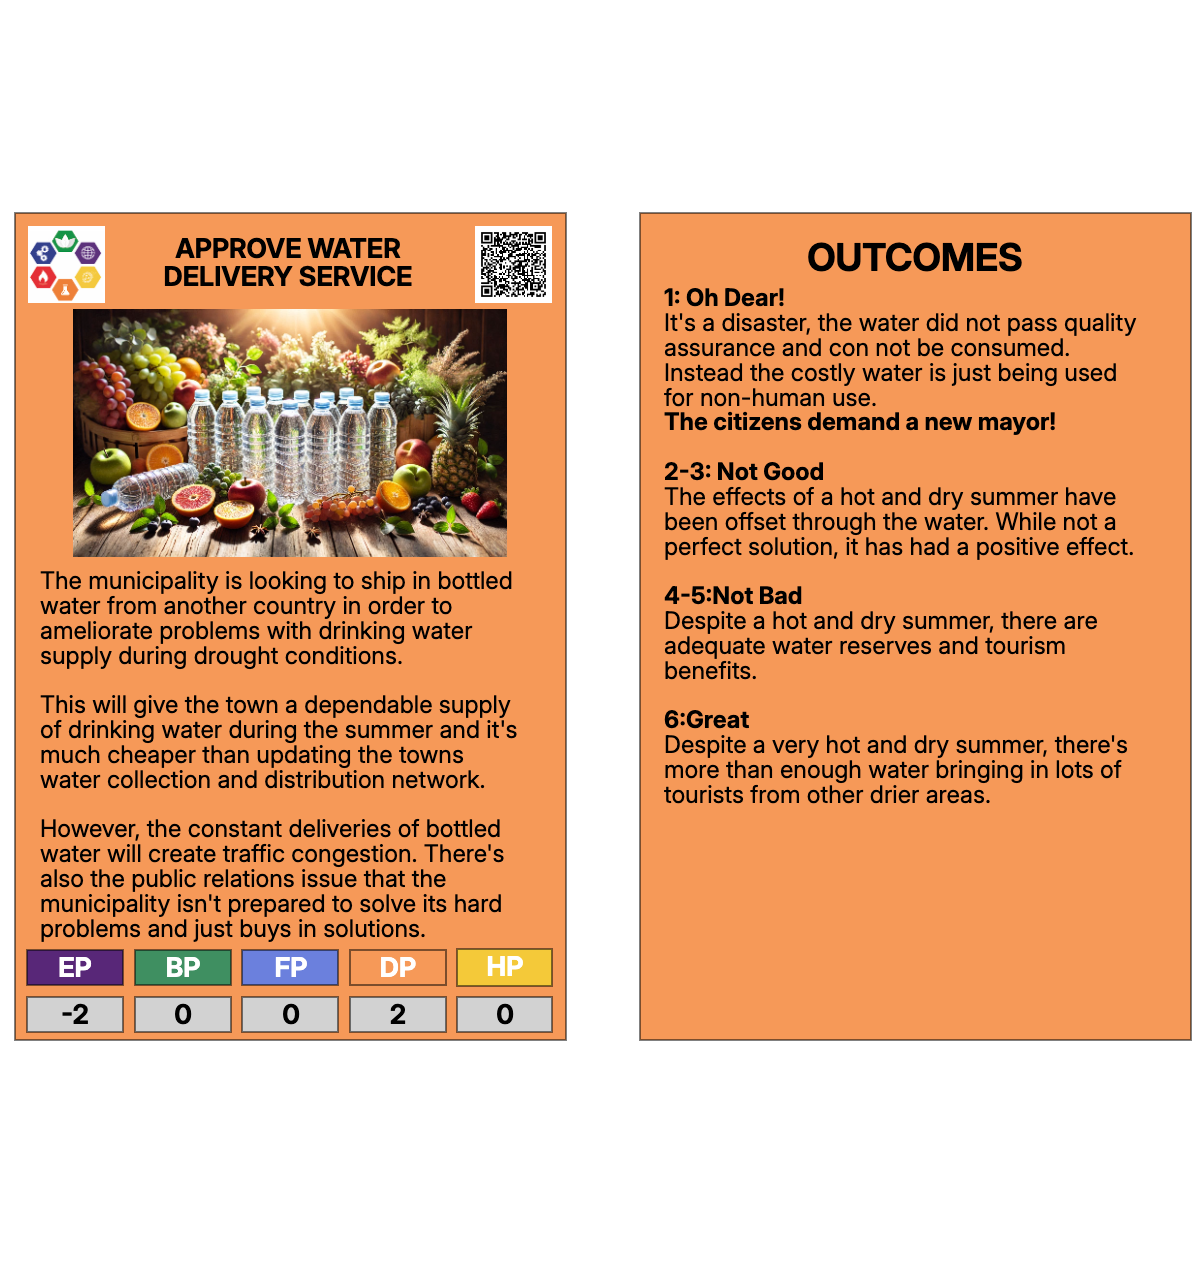 APPROVE WATER
DELIVERY SERVICE
The municipality is looking to ship in bottled
water from another country in order to
ameliorate problems with drinking water
supply during drought conditions.
This will give the town a dependable supply
of drinking water during the summer and it's
much cheaper than updating the towns
water collection and distribution network.
However, the constant deliveries of bottled
water will create traffic congestion. There's
also the public relations issue that the
municipality isn't prepared to solve its hard
problems and just buys in solutions.
EP BP FP DP HP
-2 0 0 2 0
OUTCOMES
1: Oh Dear!
It's a disaster, the water did not pass quality
assurance and con not be consumed.
Instead the costly water is just being used
for non-human use.
The citizens demand a new mayor!
2-3: Not Good
The effects of a hot and dry summer have
been offset through the water. While not a
perfect solution, it has had a positive effect.
4-5:Not Bad
Despite a hot and dry summer, there are
adequate water reserves and tourism
benefits.
6:Great
Despite a very hot and dry summer, there's
more than enough water bringing in lots of
tourists from other drier areas.